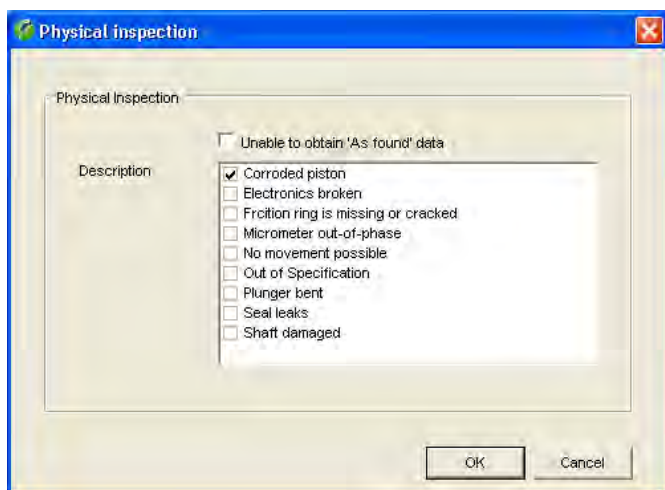 Physical inspection
Physical Inspection
Unable to obtain 'As found' data
Description
Corroded piston
Electronics broken
Frcition ring is missing or cracked
Micrometer out-of-phase
No movement possible
Out of Specification
Plunger bent
Seal leaks
Shaft damaged
OK
Cancel